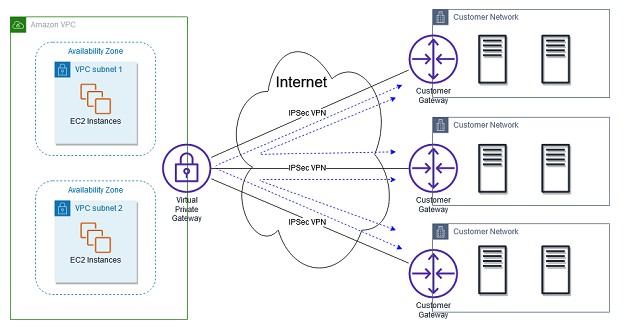 Amazon VPC
Availability Zone
VPC subnet 1
EC2 Instances
Availability Zone
VPC subnet 2
EC2 Instances
Virtual
Private
Gateway
Internet
IPSec VPN
IPSec VPN
IPSec VPN
Customer Network
Customer
Gateway
Customer Network
Customer
Gateway
Customer Network
Customer
Gateway